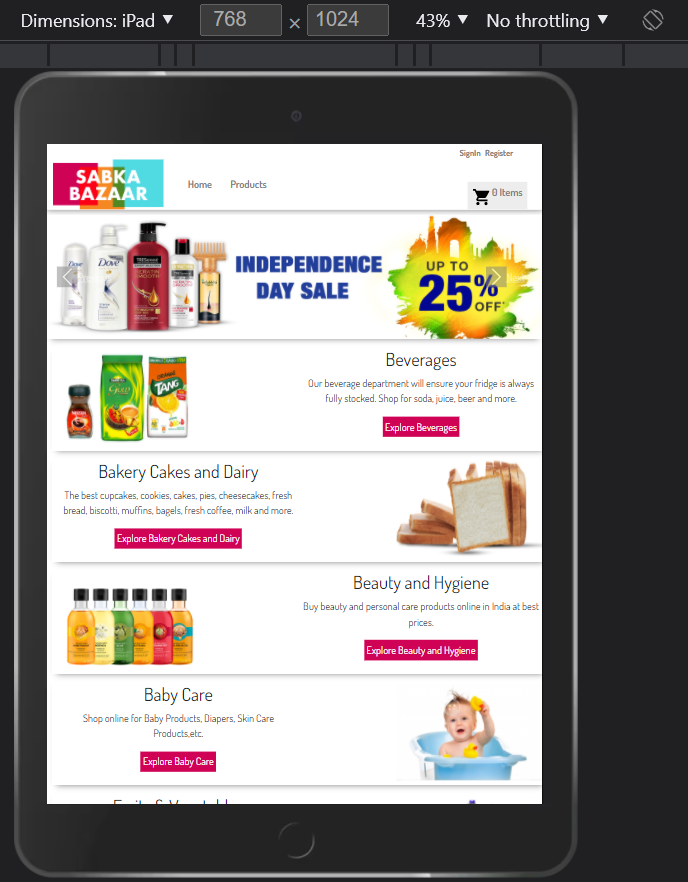 Dimensions: iPad ▼ 768 × 1024 43% ▼ No throttling ▼
SignIn Register
SABKA
BAZAAR
Home Products
0 Items
Dove
Dove
INDEPENDENCE
DAY SALE
UP TO
25%
OFF*
TANG
Beverages
Our beverage department will ensure your fridge is always
fully stocked. Shop for soda, juice, beer and more.
Explore Beverages
Bakery Cakes and Dairy
The best cupcakes, cookies, cakes, pies, cheesecakes, fresh
bread, biscotti, muffins, bagels, fresh coffee, milk and more.
Explore Bakery Cakes and Dairy
Beauty and Hygiene
Buy beauty and personal care products online in India at best
prices.
Explore Beauty and Hygiene
Baby Care
Shop online for Baby Products, Diapers, Skin Care
Products,etc.
Explore Baby Care